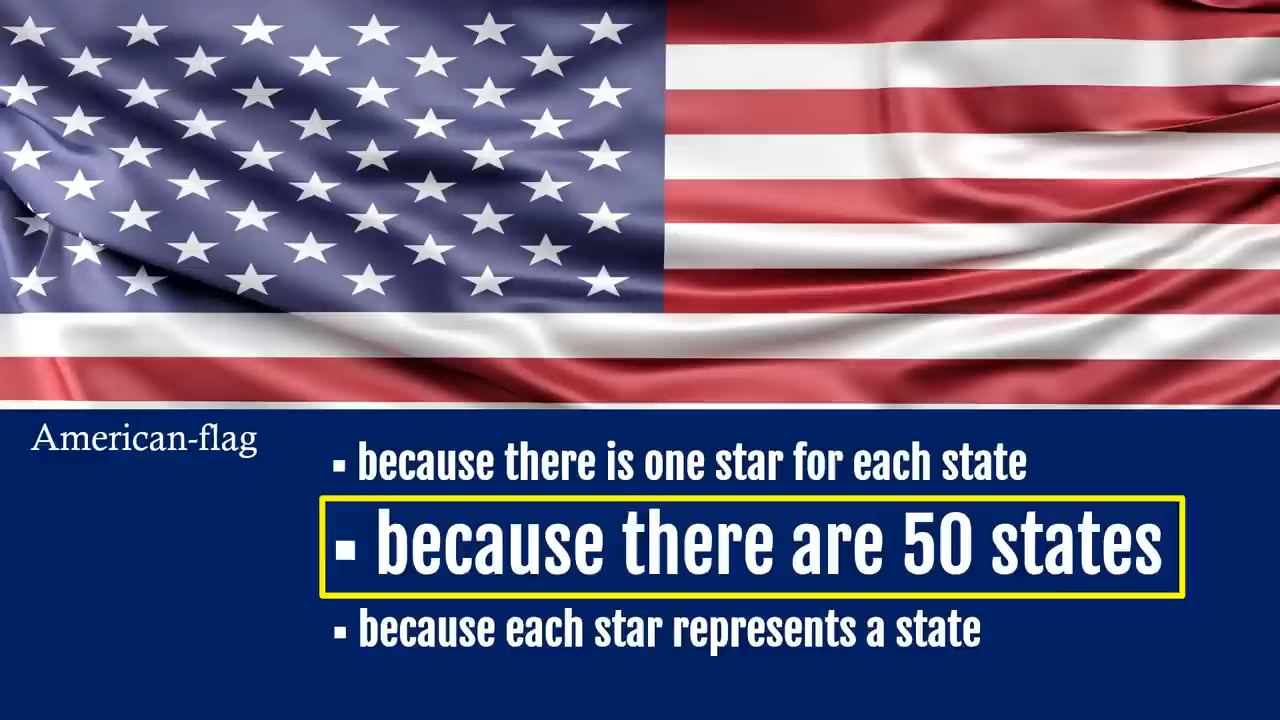 American-flag
▪ because there is one star for each state
▪ because there are 50 states
▪ because each star represents a state